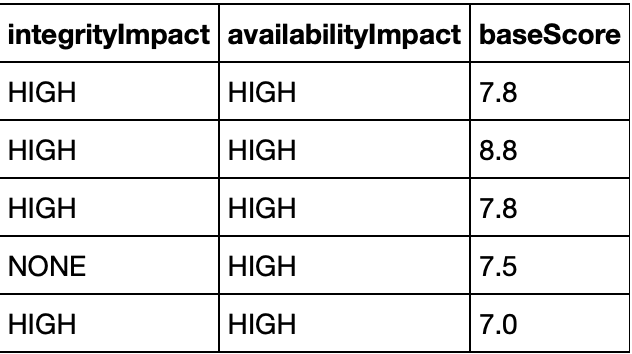 integrityImpact availabilityImpact baseScore
HIGH HIGH 7.8
HIGH HIGH 8.8
HIGH HIGH 7.8
NONE HIGH 7.5
HIGH HIGH 7.0